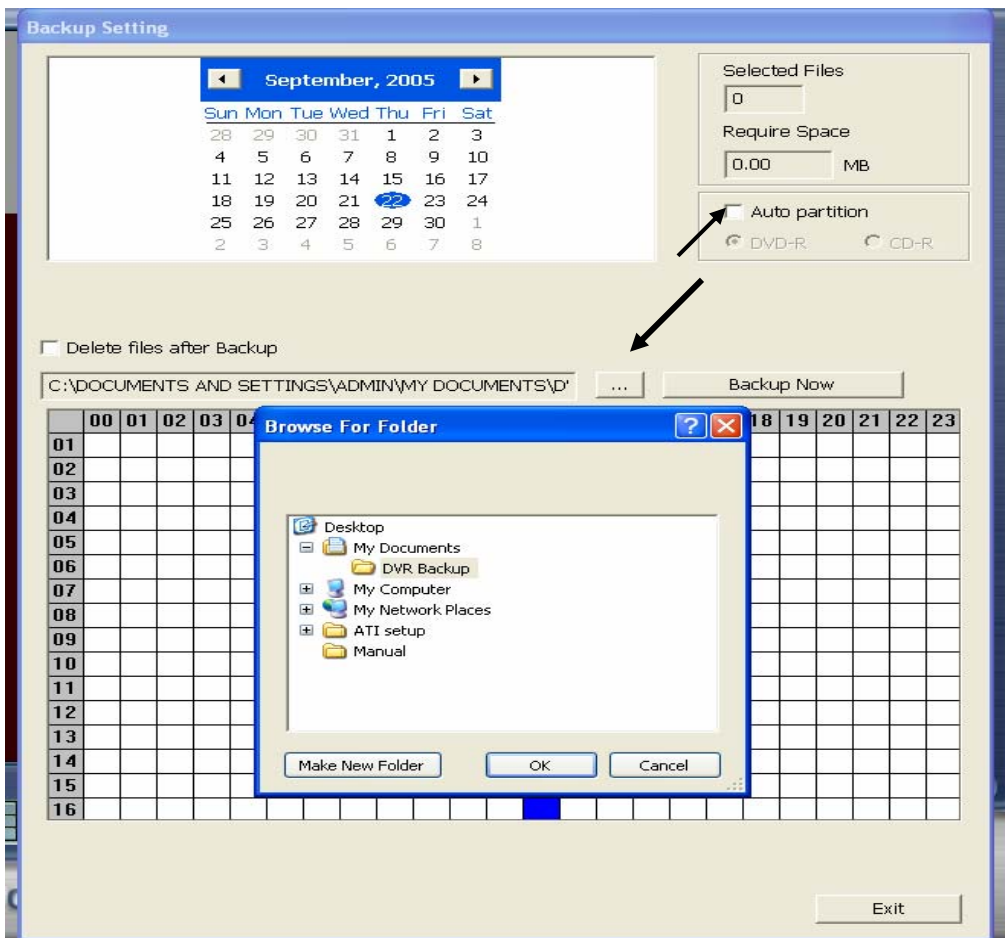 Backup Setting
September, 2005
Sun Mon Tue Wed Thu Fri Sat
28 29 30 31 1 2 3
4 5 6 7 8 9 10
11 12 13 14 15 16 17
18 19 20 21 22 23 24
25 26 27 28 29 30 1
2 3 4 5 6 7 8
Selected Files
0
Require Space
0.00 MB
Auto partition
DVD-R CD-R
Delete files after Backup
C:\DOCUMENTS AND SETTINGS\ADMIN\MY DOCUMENTS\D' ... Backup Now
00 01 02 03 04 18 19 20 21 22 23
01
02
03
04
05
06
07
08
09
10
11
12
13
14
15
16
Browse For Folder
Desktop
My Documents
DVR Backup
My Computer
My Network Places
ATI setup
Manual
Make New Folder OK Cancel
Exit